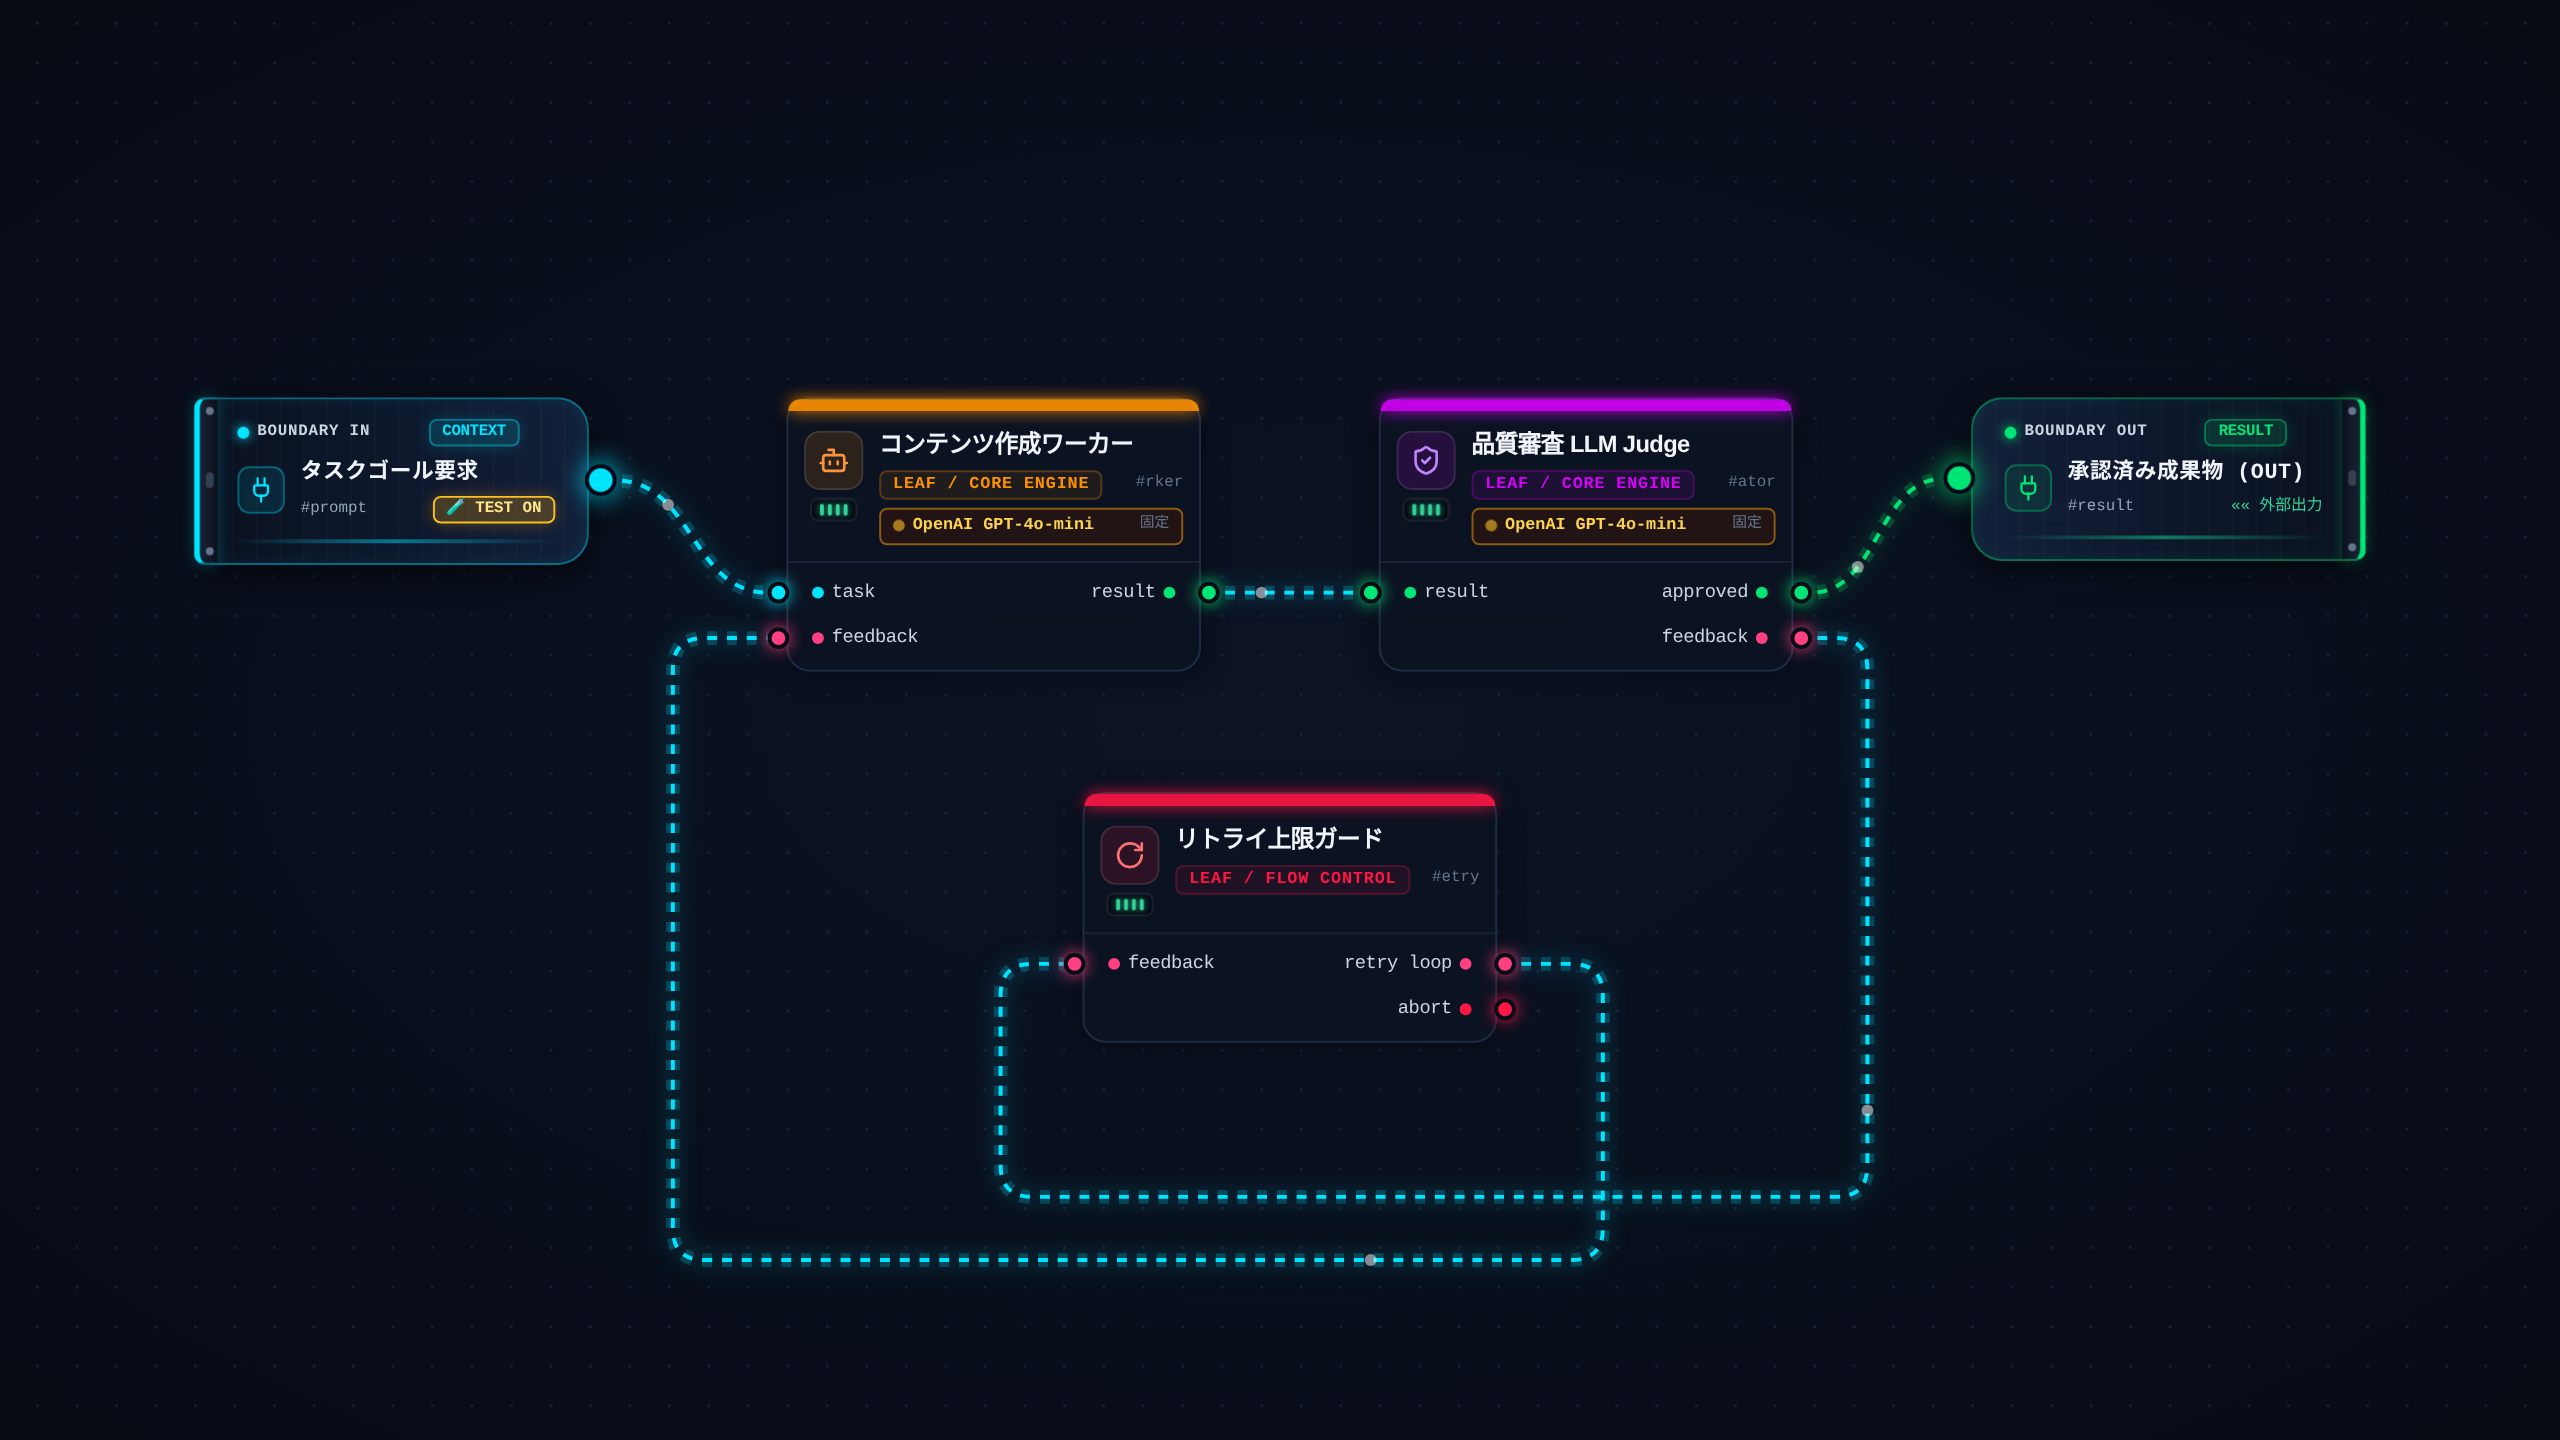 BOUNDARY IN
CONTEXT
タスクゴール要求
#prompt
TEST ON
コンテンツ作成ワーカー
LEAF / CORE ENGINE
#rker
OpenAI GPT-4o-mini
固定
task
result
feedback
品質審査 LLM Judge
LEAF / CORE ENGINE
#ator
OpenAI GPT-4o-mini
固定
result
approved
feedback
BOUNDARY OUT
RESULT
承認済み成果物 (OUT)
#result
«« 外部出力
リトライ上限ガード
LEAF / FLOW CONTROL
#etry
feedback
retry loop
abort